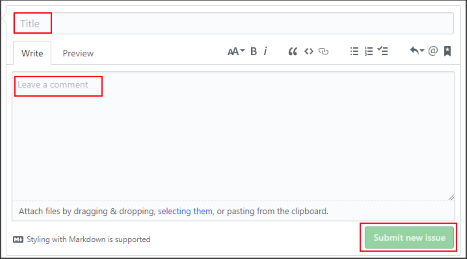 Title
Write Preview AA B i
Leave a comment
Attach files by dragging & dropping, selecting them, or pasting from the clipboard.
Styling with Markdown is supported
Submit new issue